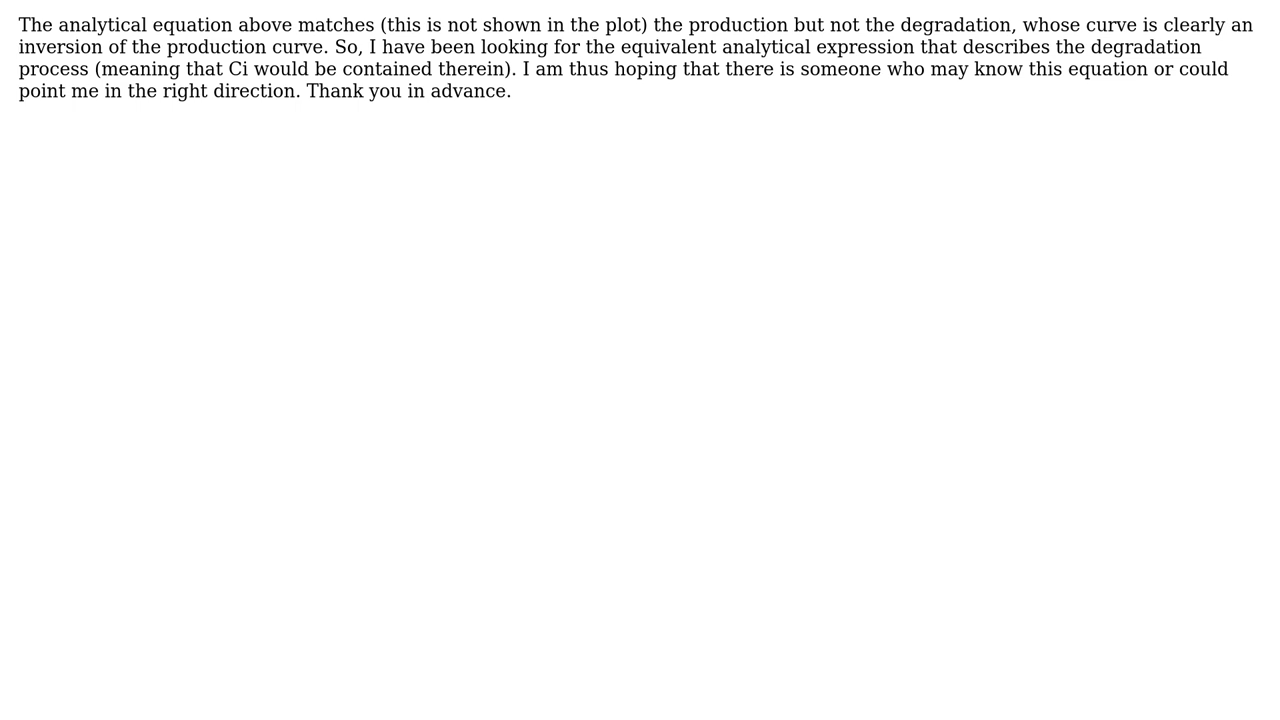 The analytical equation above matches (this is not shown in the plot) the production but not the degradation, whose curve is clearly an
inversion of the production curve. So, I have been looking for the equivalent analytical expression that describes the degradation
process (meaning that Ci would be contained therein). I am thus hoping that there is someone who may know this equation or could
point me in the right direction. Thank you in advance.